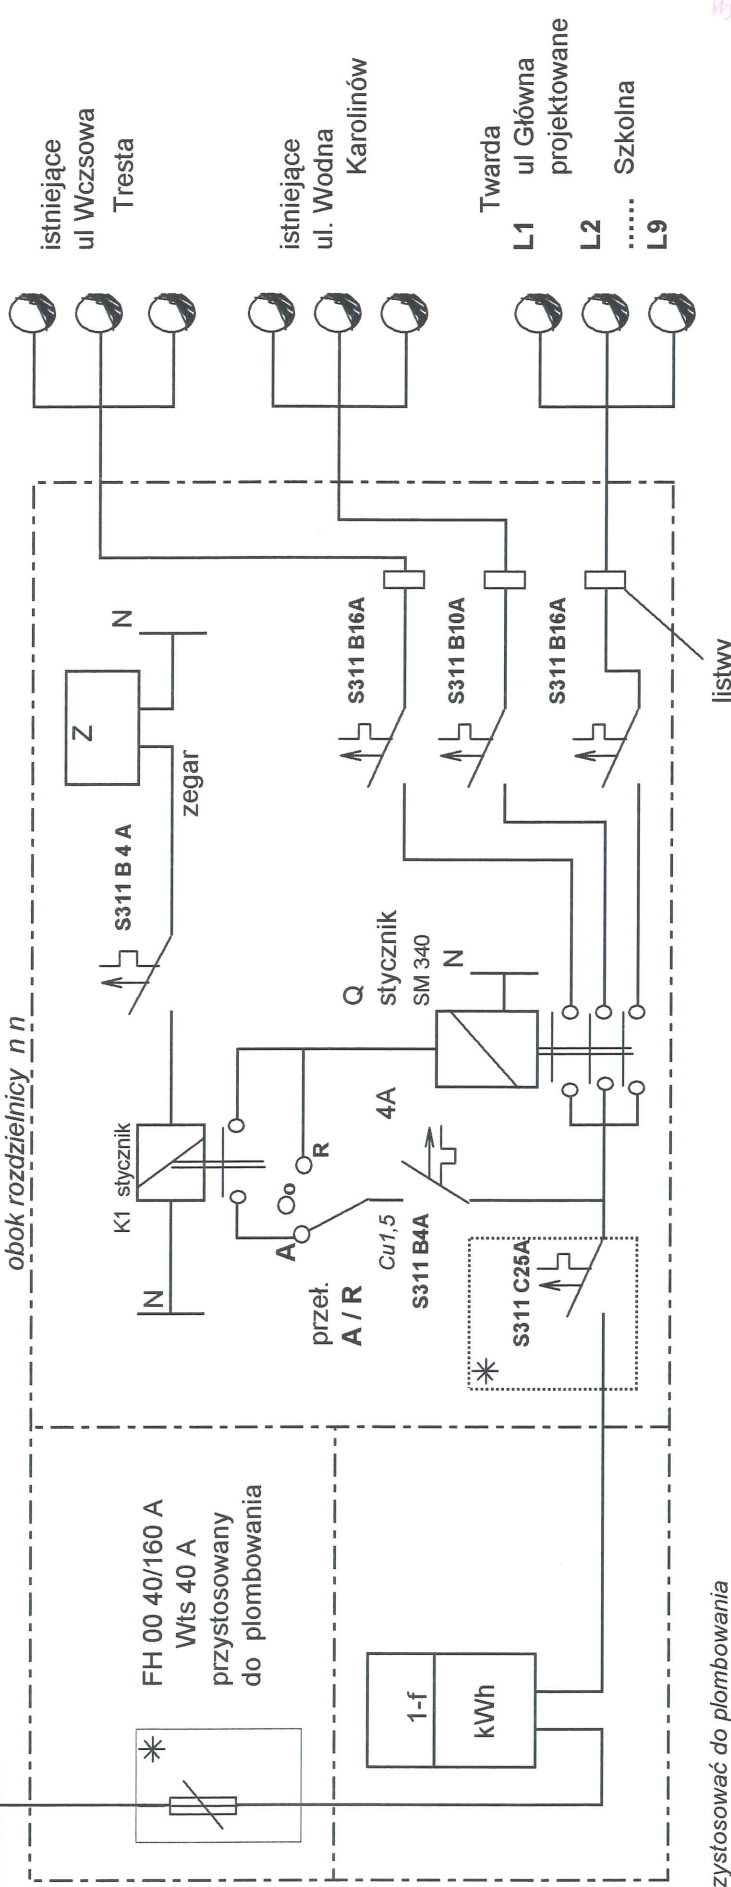 obok rozdzielnicy n n
FH 00 40/160 A
Wts 40 A
przystosowany
do plombowania
*
1-f
kWh
N
K1 stycznik
S311 B 4 A
zegar
Z
N
A
o
R
przeł.
A / R
Cu1,5
S311 B4A
4A
Q
stycznik
SM 340
N
*
S311 C25A
S311 B16A
S311 B10A
S311 B16A
listwy
istniejące
ul Wczsowa
Tresta
istniejące
ul. Wodna
Karolinów
Twarda
L1 ul Główna
projektowane
L2
...... Szkolna
L9
zystosować do plombowania